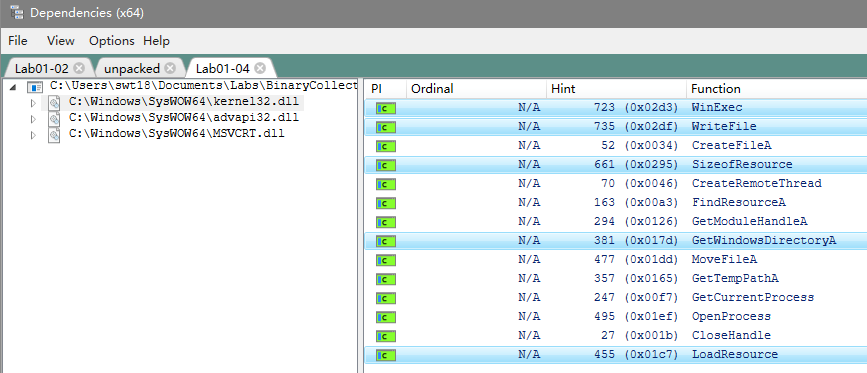 Dependencies (x64)
File View Options Help
Lab01-02 unpacked Lab01-04
C:\Users\swt18\Documents\Labs\BinaryCollect
C:\Windows\SysWOW64\kernel32.dll
C:\Windows\SysWOW64\advapi32.dll
C:\Windows\SysWOW64\MSVCRT.dll
PI Ordinal Hint Function
C N/A 723 (0x02d3) WinExec
C N/A 735 (0x02df) WriteFile
C N/A 52 (0x0034) CreateFileA
C N/A 661 (0x0295) SizeofResource
C N/A 70 (0x0046) CreateRemoteThread
C N/A 163 (0x00a3) FindResourceA
C N/A 294 (0x0126) GetModuleHandleA
C N/A 381 (0x017d) GetWindowsDirectoryA
C N/A 477 (0x01dd) MoveFileA
C N/A 357 (0x0165) GetTempPathA
C N/A 247 (0x00f7) GetCurrentProcess
C N/A 495 (0x01ef) OpenProcess
C N/A 27 (0x001b) CloseHandle
C N/A 455 (0x01c7) LoadResource